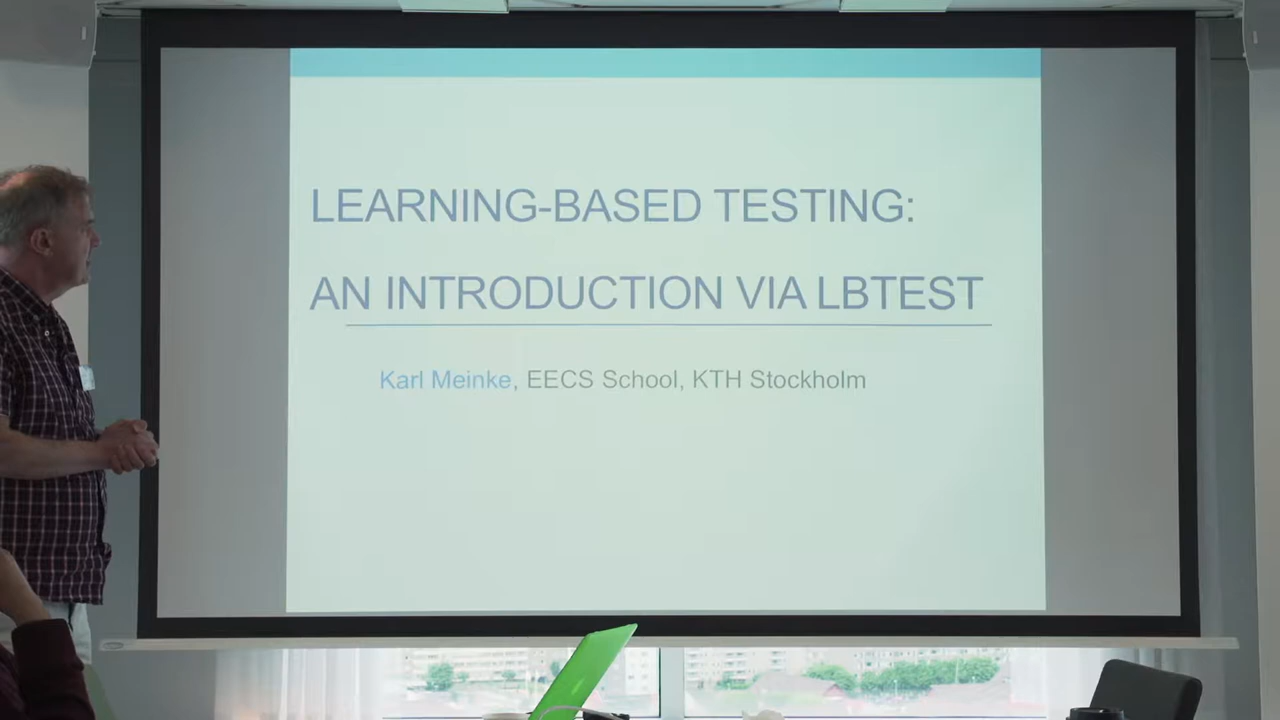 LEARNING-BASED TESTING:
AN INTRODUCTION VIA LBTEST
Karl Meinke, EECS School, KTH Stockholm